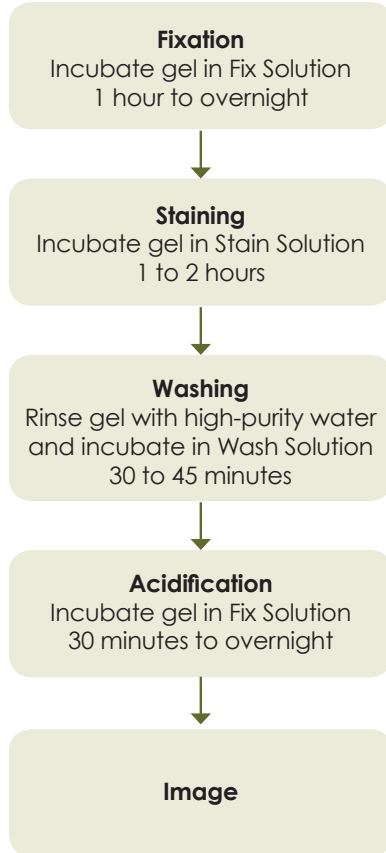 Fixation
Incubate gel in Fix Solution
1 hour to overnight
Staining
Incubate gel in Stain Solution
1 to 2 hours
Washing
Rinse gel with high-purity water
and incubate in Wash Solution
30 to 45 minutes
Acidification
Incubate gel in Fix Solution
30 minutes to overnight
Image